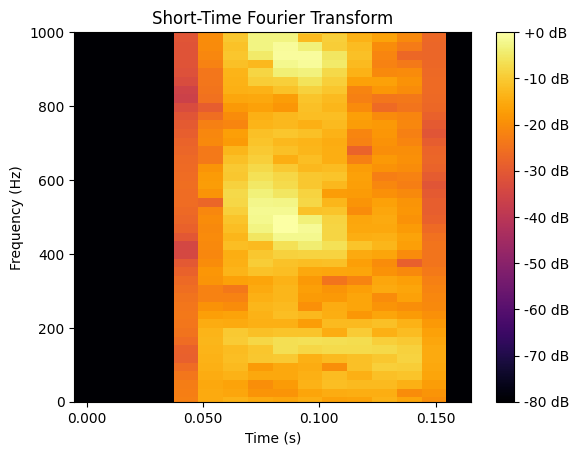 Short-Time Fourier Transform
1000
800
600
400
200
0
Frequency (Hz)
0.000
0.050
0.100
0.150
Time (s)
+0 dB
-10 dB
-20 dB
-30 dB
-40 dB
-50 dB
-60 dB
-70 dB
-80 dB